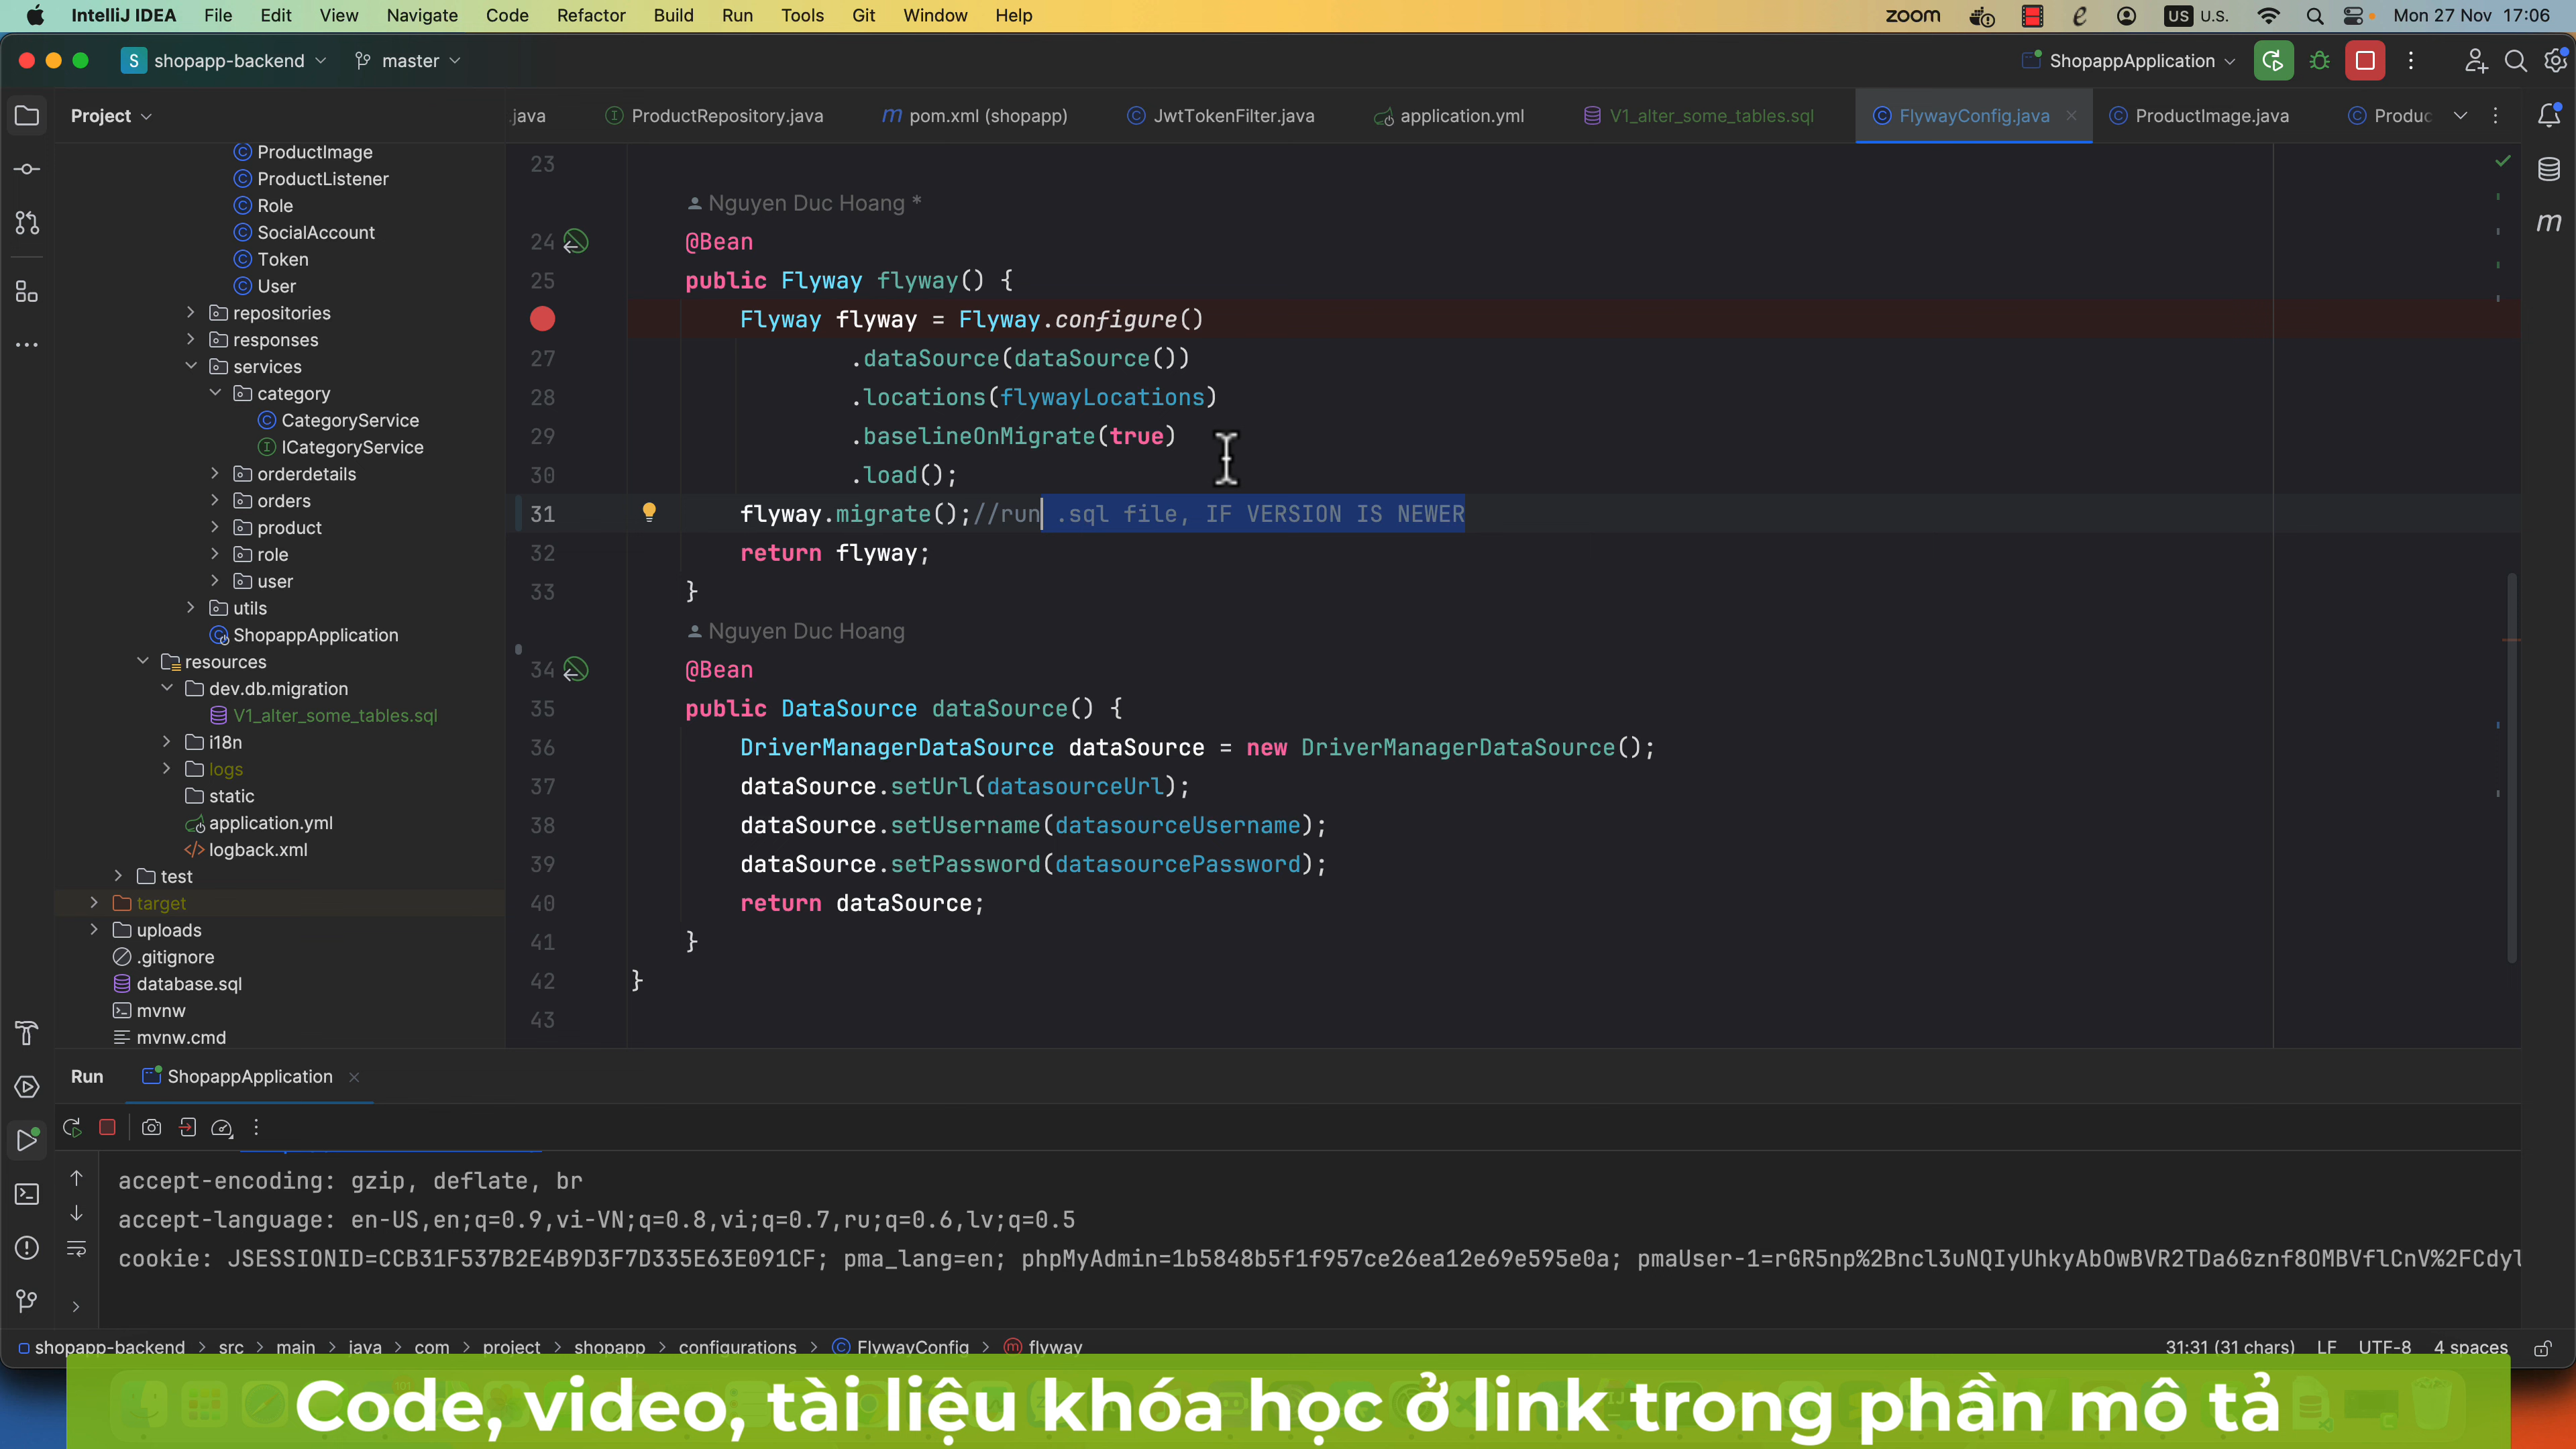 IntelliJ IDEA File Edit View Navigate Code Refactor Build Run Tools Git Window Help
zoom US U.S. Mon 27 Nov 17:06
S shopapp-backend master ShopappApplication
Project
.java ProductRepository.java pom.xml (shopapp) JwtTokenFilter.java application.yml V1_alter_some_tables.sql FlywayConfig.java ProductImage.java Produc
ProductImage
ProductListener
Role
SocialAccount
Token
User
repositories
responses
services
category
CategoryService
ICategoryService
orderdetails
orders
product
role
user
utils
ShopappApplication
resources
dev.db.migration
V1_alter_some_tables.sql
i18n
logs
static
application.yml
logback.xml
test
target
uploads
.gitignore
database.sql
mvnw
mvnw.cmd
23
Nguyen Duc Hoang *
24 @Bean
25 public Flyway flyway() {
Flyway flyway = Flyway.configure()
27 .dataSource(dataSource())
28 .locations(flywayLocations)
29 .baselineOnMigrate(true)
30 .load();
31 flyway.migrate();//run .sql file, IF VERSION IS NEWER
32 return flyway;
33 }
Nguyen Duc Hoang
34 @Bean
35 public DataSource dataSource() {
36 DriverManagerDataSource dataSource = new DriverManagerDataSource();
37 dataSource.setUrl(datasourceUrl);
38 dataSource.setUsername(datasourceUsername);
39 dataSource.setPassword(datasourcePassword);
40 return dataSource;
41 }
42 }
43
Run ShopappApplication
accept-encoding: gzip, deflate, br
accept-language: en-US,en;q=0.9,vi-VN;q=0.8,vi;q=0.7,ru;q=0.6,lv;q=0.5
cookie: JSESSIONID=CCB31F537B2E4B9D3F7D335E63E091CF; pma_lang=en; phpMyAdmin=1b5848b5f1f957ce26ea12e69e595e0a; pmaUser-1=rGR5np%2Bncl3uNQIyUhkyAbOwBVR2TDa6Gznf8OMBVflCnV%2FCdyl
shopapp-backend > src > main > java > com > project > shopapp > configurations > FlywayConfig > flyway 31:31 (31 chars) LF UTF-8 4 spaces
Code, video, tài liệu khóa học ở link trong phần mô tả